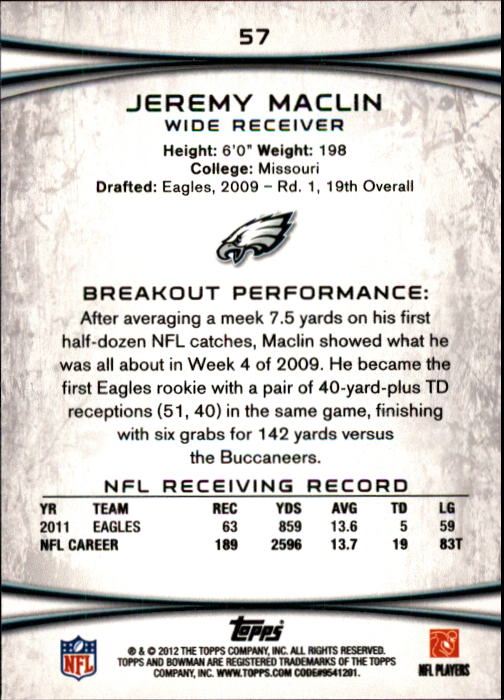 57
JEREMY MACLIN
WIDE RECEIVER
Height: 6'0" Weight: 198
College: Missouri
Drafted: Eagles, 2009 – Rd. 1, 19th Overall
BREAKOUT PERFORMANCE:
After averaging a meek 7.5 yards on his first
half-dozen NFL catches, Maclin showed what he
was all about in Week 4 of 2009. He became the
first Eagles rookie with a pair of 40-yard-plus TD
receptions (51, 40) in the same game, finishing
with six grabs for 142 yards versus
the Buccaneers.
NFL RECEIVING RECORD
YR TEAM REC YDS AVG TD LG
2011 EAGLES 63 859 13.6 5 59
NFL CAREER 189 2596 13.7 19 83T
Topps
® & © 2012 THE TOPPS COMPANY, INC. ALL RIGHTS RESERVED.
TOPPS AND BOWMAN ARE REGISTERED TRADEMARKS OF THE TOPPS
COMPANY, INC. WWW.TOPPS.COM CODE#9541201.
NFL
NFL PLAYERS